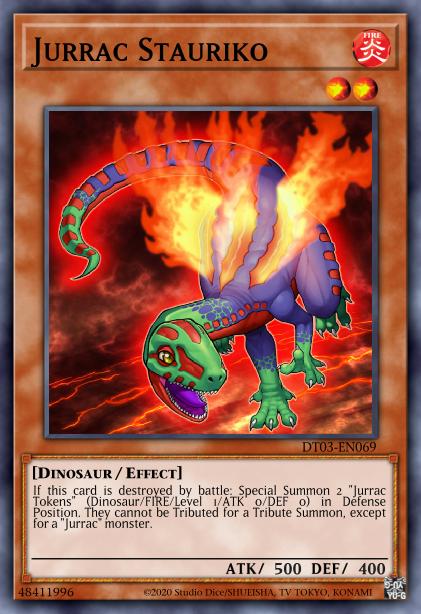 Jurrac Stauriko
FIRE
炎
DT03-EN069
[Dinosaur / Effect]
If this card is destroyed by battle: Special Summon 2 "Jurrac
Tokens" (Dinosaur/FIRE/Level 1/ATK 0/DEF 0) in Defense
Position. They cannot be Tributed for a Tribute Summon, except
for a "Jurrac" monster.
ATK/ 500 DEF/ 400
48411996
©2020 Studio Dice/SHUEISHA, TV TOKYO, KONAMI